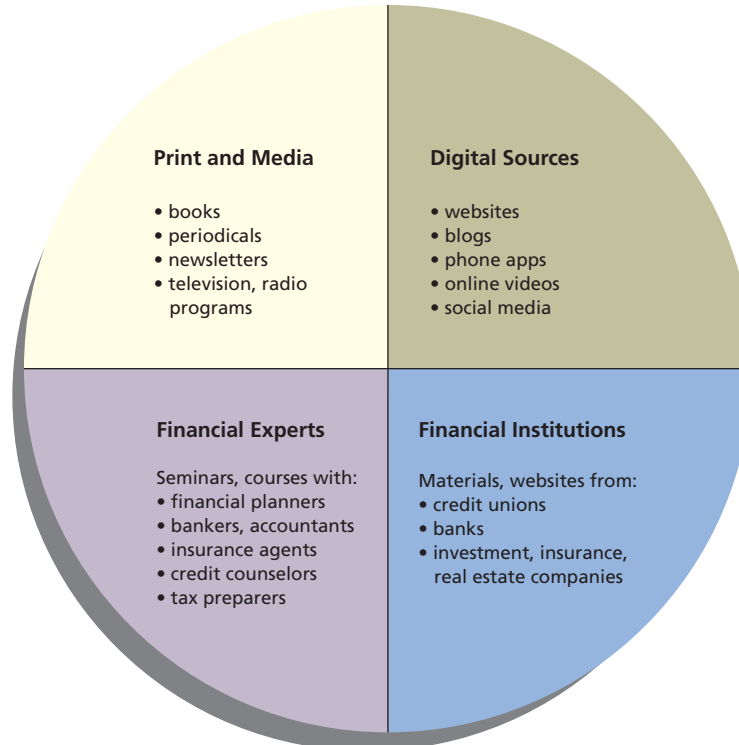 Print and Media
• books
• periodicals
• newsletters
• television, radio
programs
Digital Sources
• websites
• blogs
• phone apps
• online videos
• social media
Financial Experts
Seminars, courses with:
• financial planners
• bankers, accountants
• insurance agents
• credit counselors
• tax preparers
Financial Institutions
Materials, websites from:
• credit unions
• banks
• investment, insurance,
real estate companies